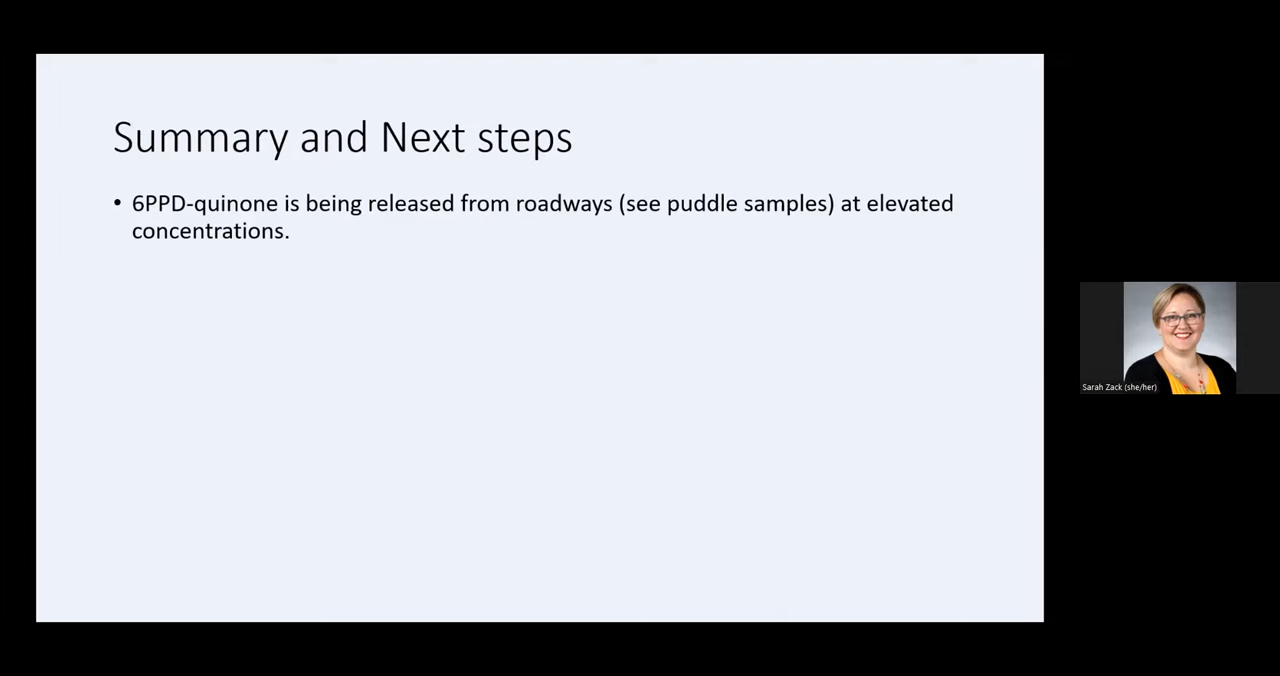 Summary and Next steps
• 6PPD-quinone is being released from roadways (see puddle samples) at elevated
concentrations.
Sarah Zack (she/her)